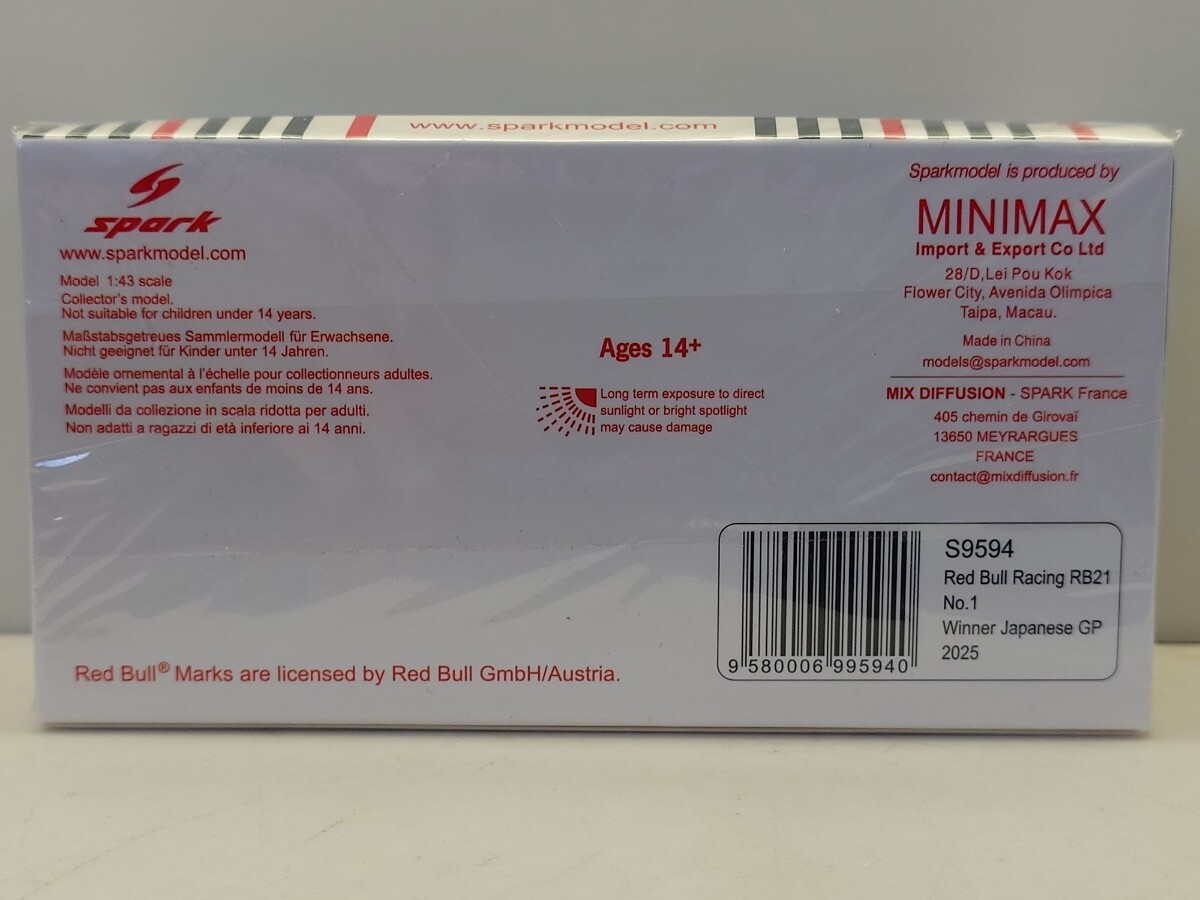 www.sparkmodel.com
spark
www.sparkmodel.com
Model 1:43 scale
Collector's model.
Not suitable for children under 14 years.
Maßstabsgetreues Sammlermodell für Erwachsene.
Nicht geeignet für Kinder unter 14 Jahren.
Modèle ornemental à l'échelle pour collectionneurs adultes.
Ne convient pas aux enfants de moins de 14 ans.
Modelli da collezione in scala ridotta per adulti.
Non adatti a ragazzi di età inferiore ai 14 anni.
Ages 14+
Long term exposure to direct
sunlight or bright spotlight
may cause damage
Sparkmodel is produced by
MINIMAX
Import & Export Co Ltd
28/D,Lei Pou Kok
Flower City, Avenida Olimpica
Taipa, Macau.
Made in China
models@sparkmodel.com
MIX DIFFUSION - SPARK France
405 chemin de Girovaï
13650 MEYRARGUES
FRANCE
contact@mixdiffusion.fr
S9594
Red Bull Racing RB21
No.1
Winner Japanese GP
2025
9 580006 995940
Red Bull® Marks are licensed by Red Bull GmbH/Austria.